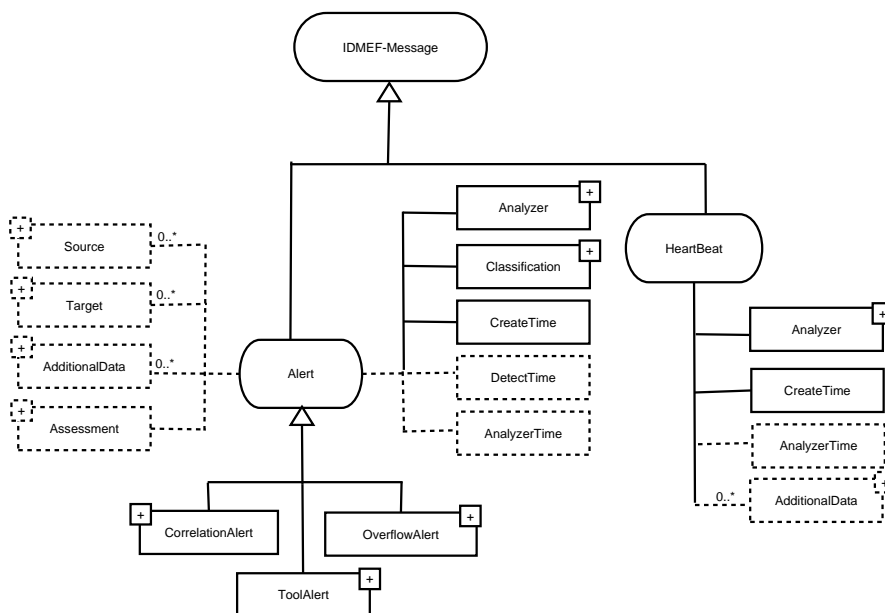 IDMEF-Message
+
Analyzer
+
Source
0..*
HeartBeat
+
Classification
+
Target
0..*
CreateTime
+
Analyzer
+
AdditionalData
0..*
Alert
DetectTime
CreateTime
+
Assessment
AnalyzerTime
AnalyzerTime
+
0..*
AdditionalData
+
CorrelationAlert
+
OverflowAlert
+
ToolAlert